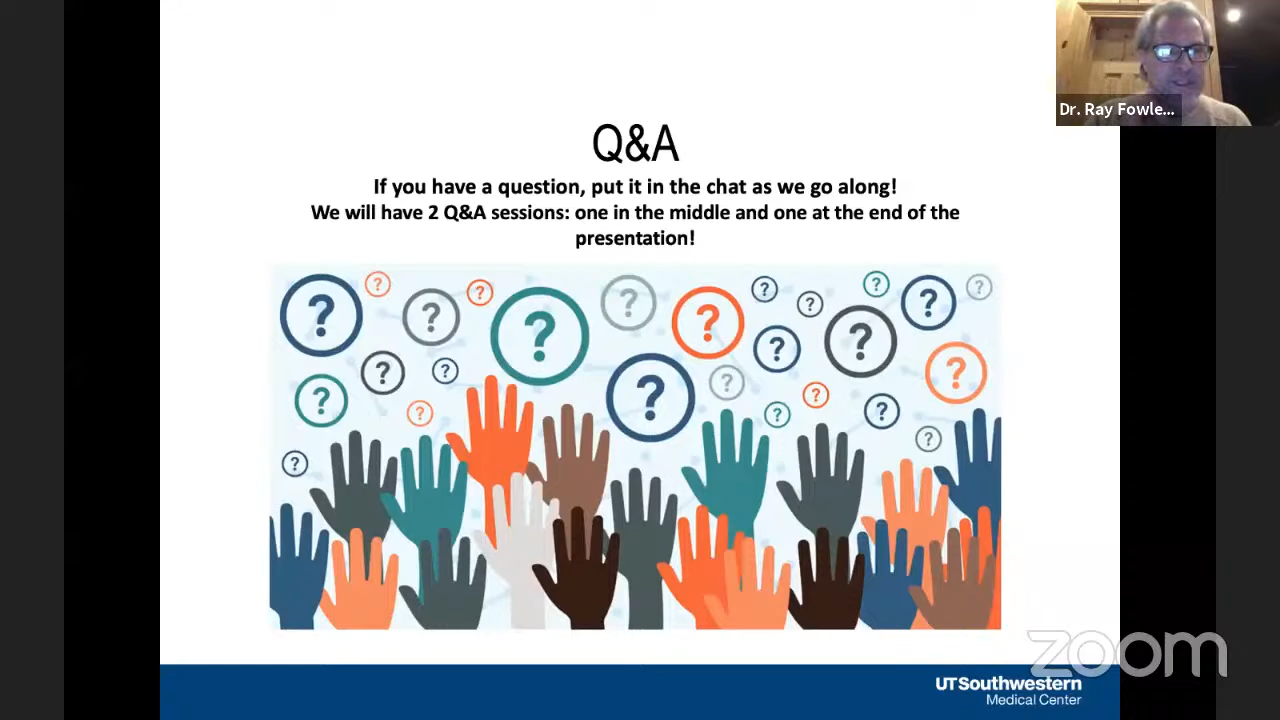 Dr. Ray Fowle...
Q&A
If you have a question, put it in the chat as we go along!
We will have 2 Q&A sessions: one in the middle and one at the end of the
presentation!
? ? ? ? ? ? ? ? ? ? ? ? ?
? ? ? ? ? ? ? ? ? ? ? ? ?
zoom
UTSouthwestern
Medical Center